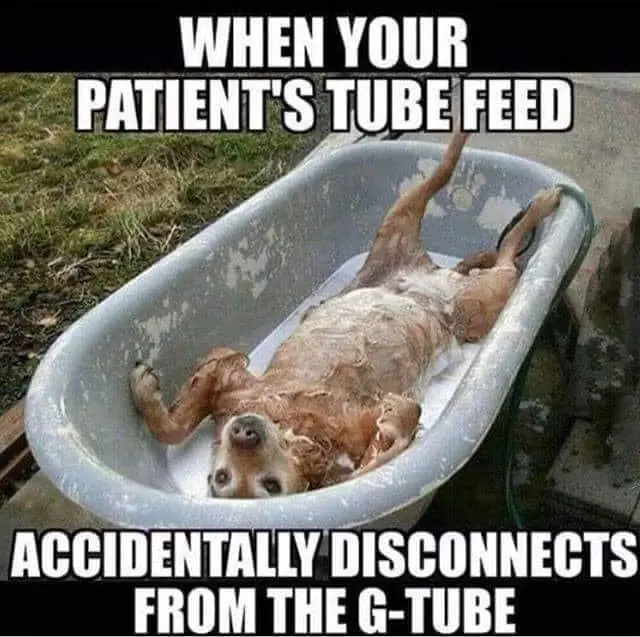 WHEN YOUR
PATIENT'S TUBE FEED
ACCIDENTALLY DISCONNECTS
FROM THE G-TUBE